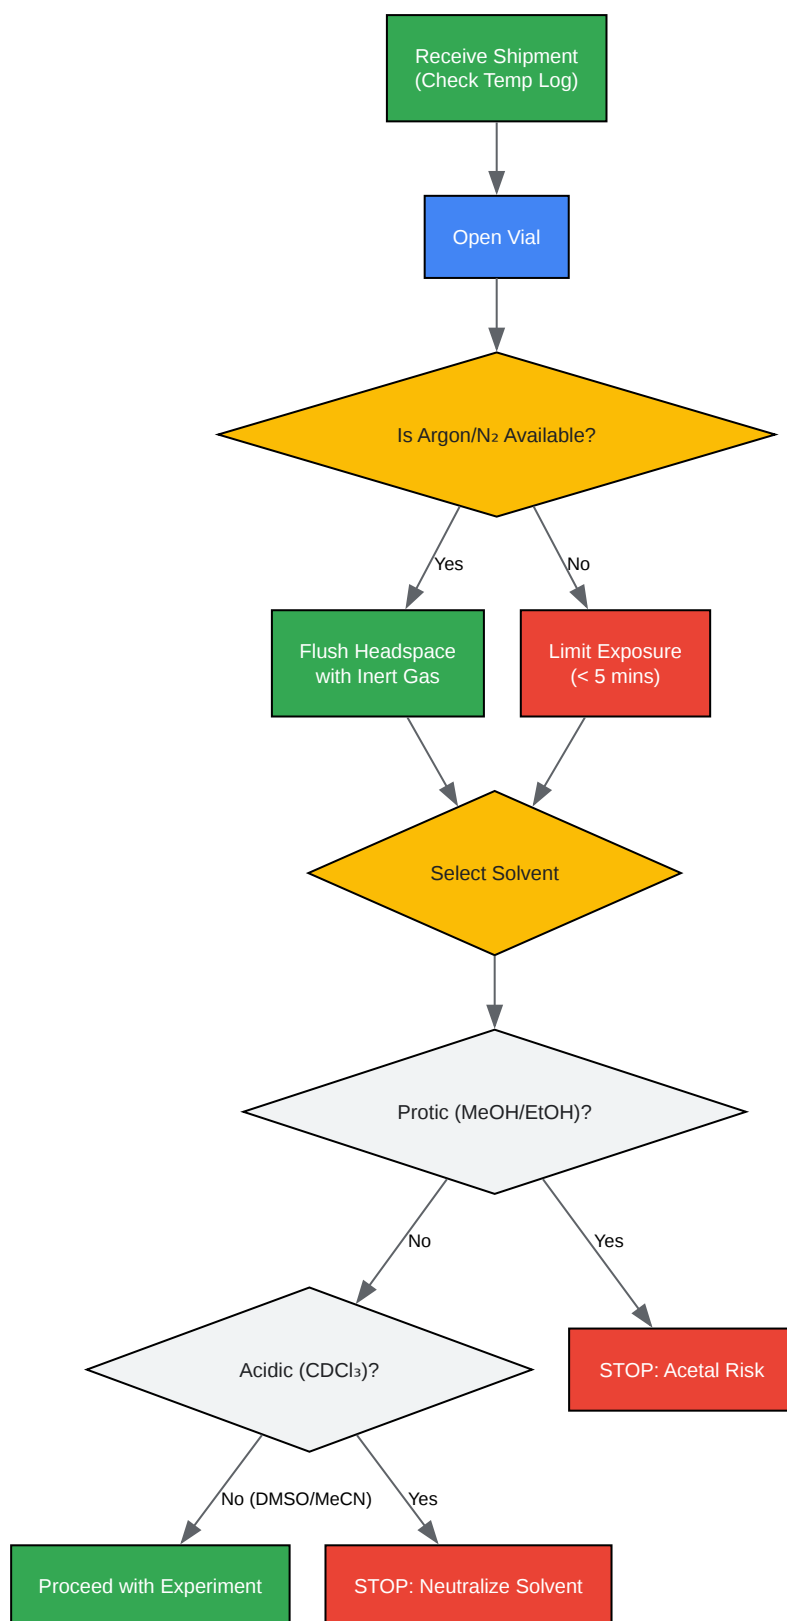 Receive Shipment
(Check Temp Log)
Open Vial
Is Argon/N₂ Available?
Yes
No
Flush Headspace
with Inert Gas
Limit Exposure
(< 5 mins)
Select Solvent
Protic (MeOH/EtOH)?
No
Yes
Acidic (CDCl₃)?
STOP: Acetal Risk
No (DMSO/MeCN)
Yes
Proceed with Experiment
STOP: Neutralize Solvent